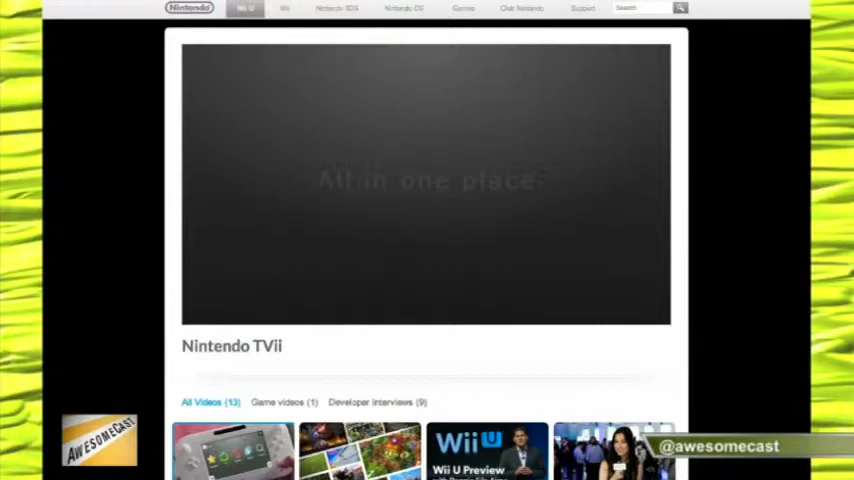 Nintendo Wii U Wii Nintendo 3DS Nintendo DS Games Club Nintendo Support Search
All in one place.
Nintendo TVii
All Videos (13) Game videos (1) Developer Interviews (9)
Wii U
Wii U Preview
AWESOMECAST
@awesomecast